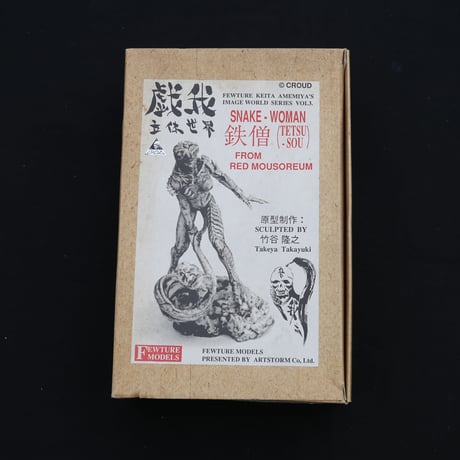 © CROUD
戯我
立体世界
FEWTURE KEITA AMEMIYA'S
IMAGE WORLD SERIES VOL3.
SNAKE - WOMAN
鉄僧 (TETSU
-SOU)
FROM
RED MOUSOREUM
原型制作:
SCULPTED BY
竹谷 隆之
Takeya Takayuki
FEWTURE
MODELS
FEWTURE MODELS
PRESENTED BY ARTSTORM Co, Ltd.